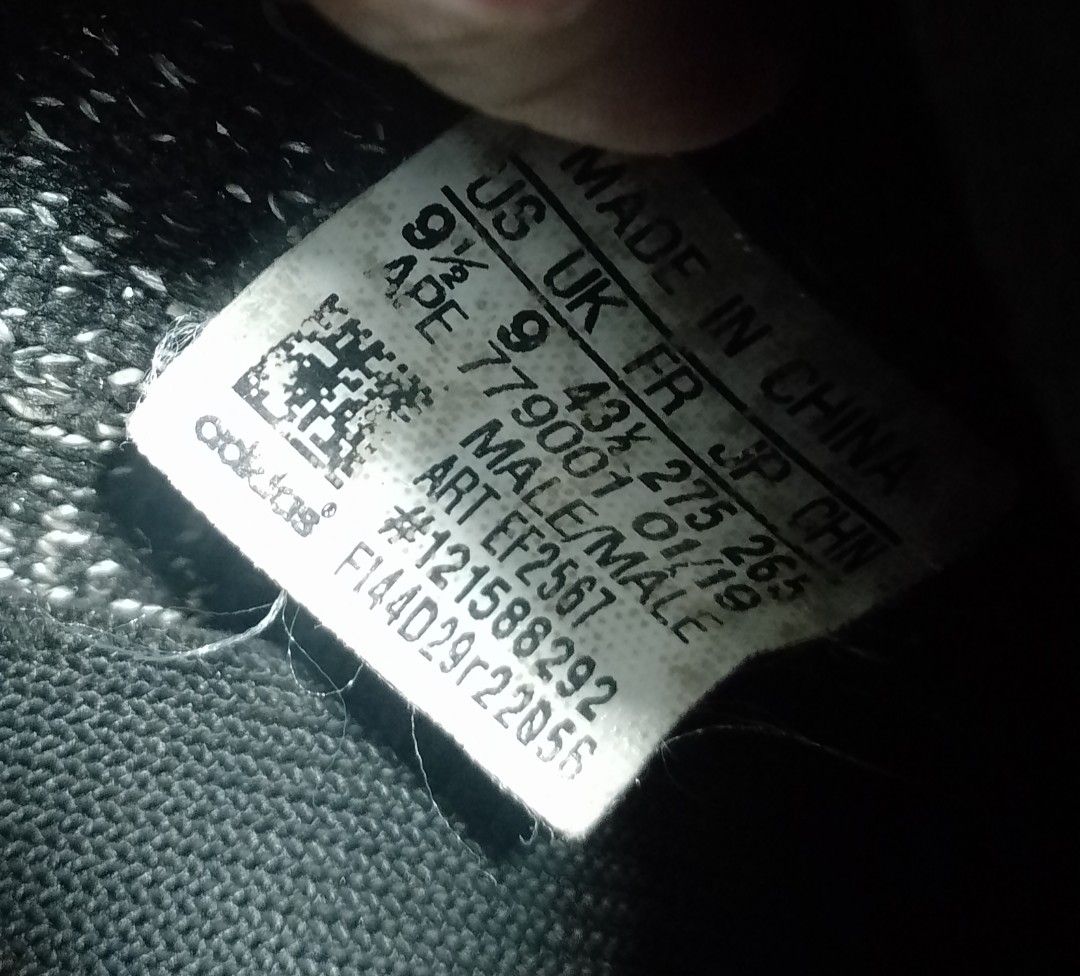 MADE IN CHINA
US UK FR JP CHN
9½ 9 43⅓ 275 265
APE 779001 01/19
MALE/MALE
ART EF2567
#121588292
F144D29r22056
adidas®